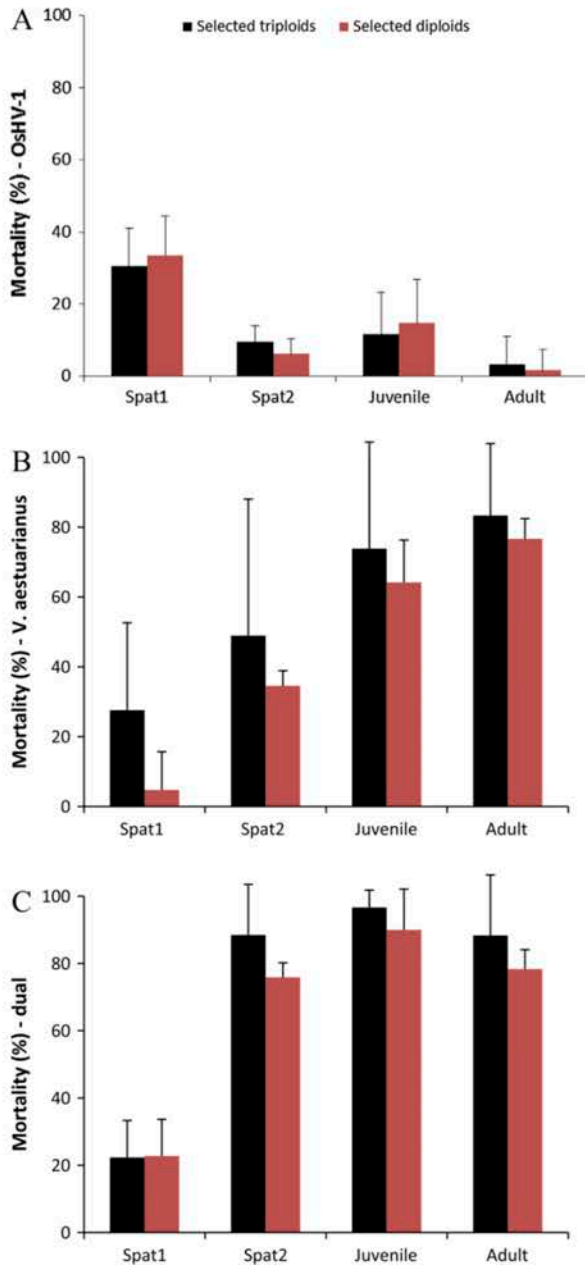 A
Selected triploids Selected diploids
Mortality (%) - OsHV-1
100
80
60
40
20
0
Spat1 Spat2 Juvenile Adult
B
Mortality (%) - V. aestuarianus
100
80
60
40
20
0
Spat1 Spat2 Juvenile Adult
C
Mortality (%) - dual
100
80
60
40
20
0
Spat1 Spat2 Juvenile Adult